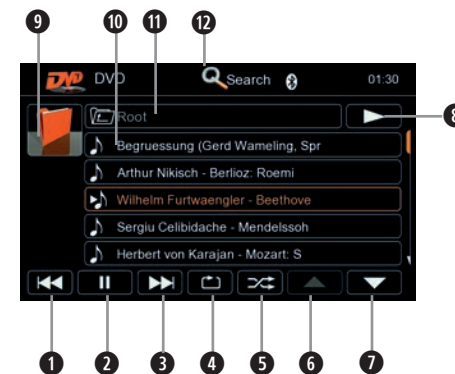 9 10 11 12
DVD DVD Search 01:30
Root
8
Begruessung (Gerd Wameling, Spr
Arthur Nikisch - Berlioz: Roemi
Wilhelm Furtwaengler - Beethove
Sergiu Celibidache - Mendelssoh
Herbert von Karajan - Mozart: S
1 2 3 4 5 6 7